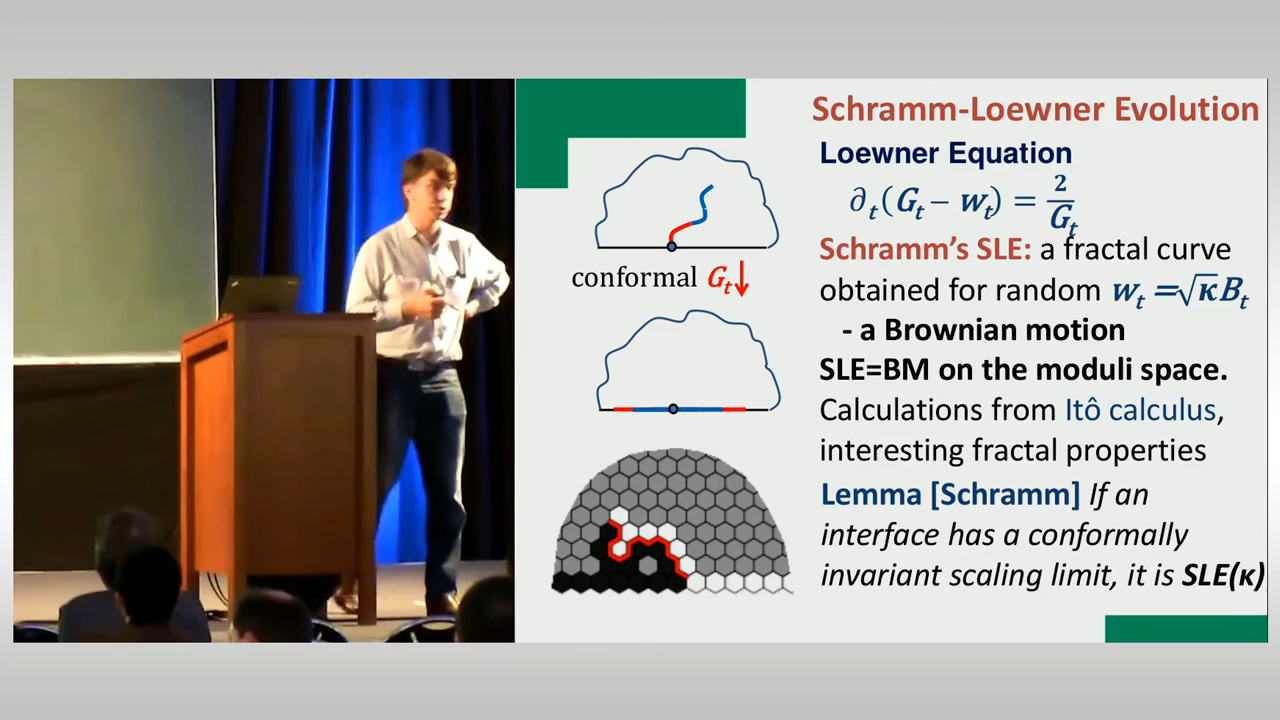 Schramm-Loewner Evolution
Loewner Equation
∂ₜ(Gₜ − wₜ) = 2/Gₜ
Schramm's SLE: a fractal curve
obtained for random wₜ =√κBₜ
- a Brownian motion
SLE=BM on the moduli space.
Calculations from Itô calculus,
interesting fractal properties
Lemma [Schramm] If an
interface has a conformally
invariant scaling limit, it is SLE(κ)
conformal Gₜ↓